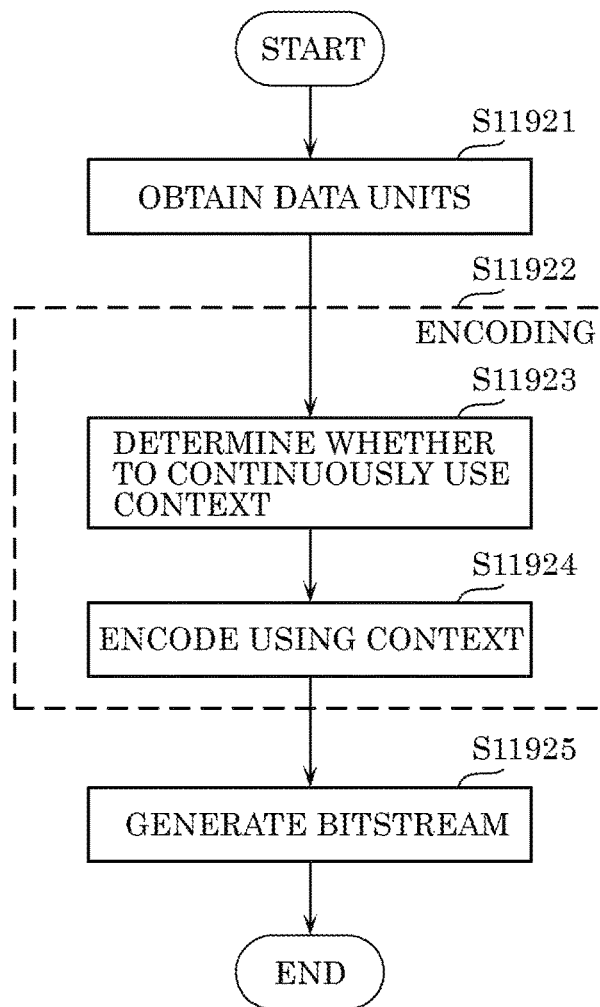 START
S11921
OBTAIN DATA UNITS
S11922
ENCODING
S11923
DETERMINE WHETHER
TO CONTINUOUSLY USE
CONTEXT
S11924
ENCODE USING CONTEXT
S11925
GENERATE BITSTREAM
END